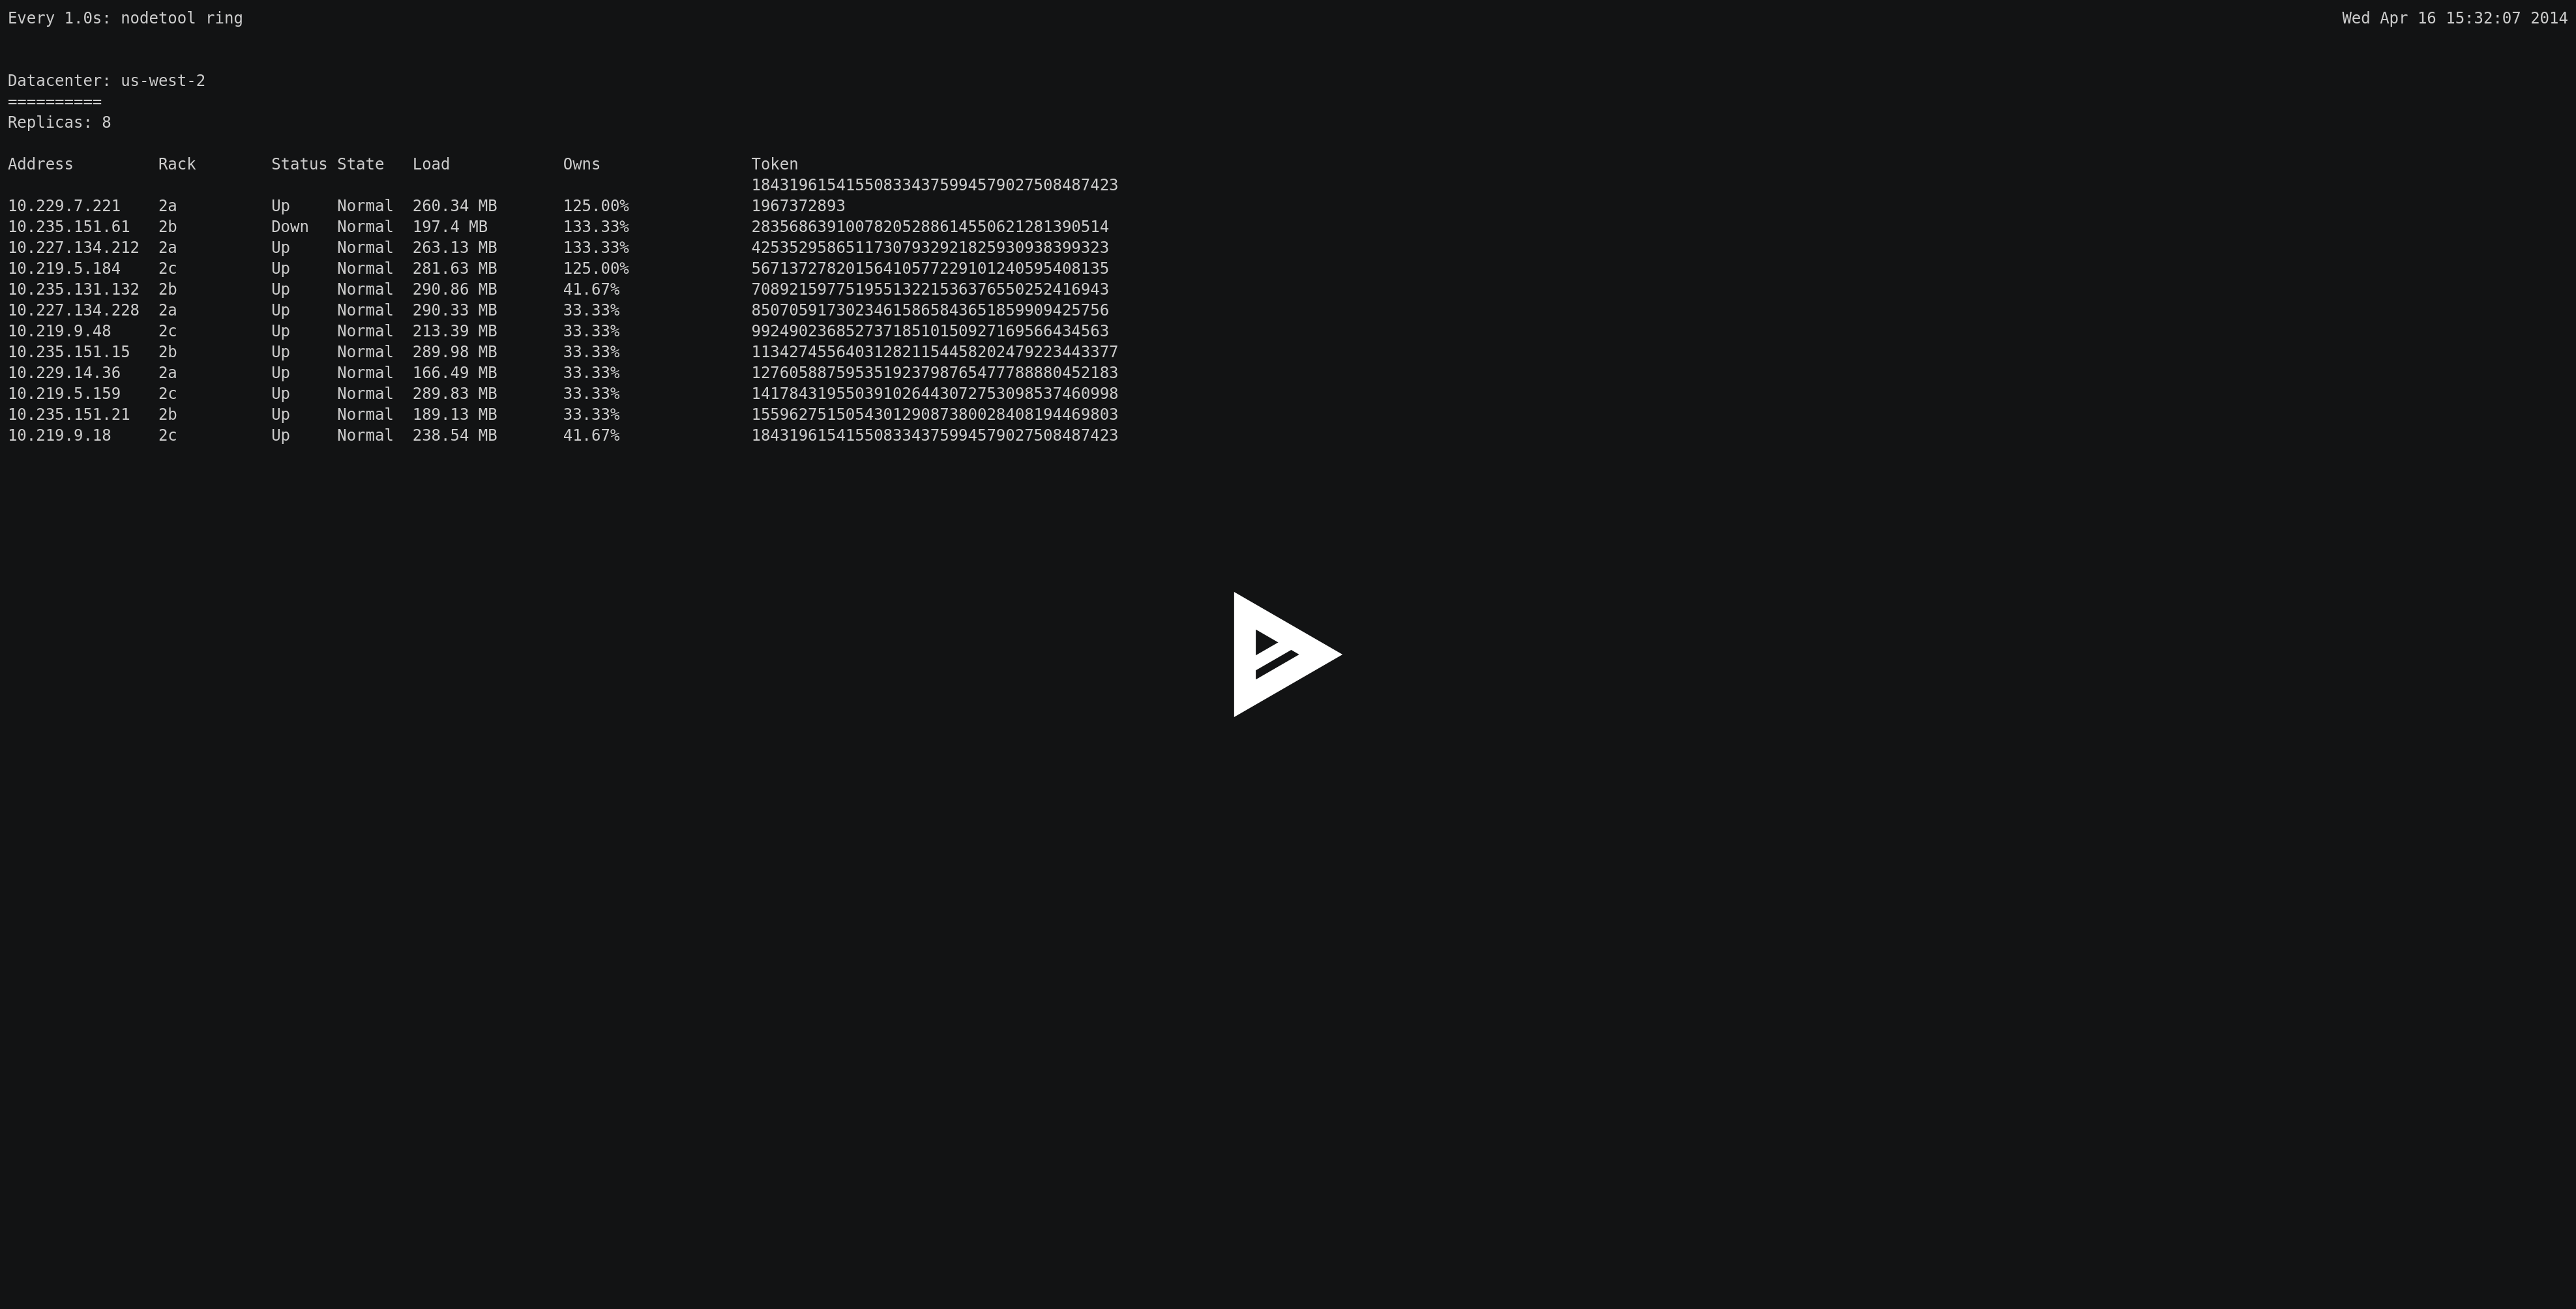 Every 1.0s: nodetool ring Wed Apr 16 15:32:07 2014
Datacenter: us-west-2
==========
Replicas: 8
Address Rack Status State Load Owns Token
184319615415508334375994579027508487423
10.229.7.221 2a Up Normal 260.34 MB 125.00% 1967372893
10.235.151.61 2b Down Normal 197.4 MB 133.33% 28356863910078205288614550621281390514
10.227.134.212 2a Up Normal 263.13 MB 133.33% 42535295865117307932921825930938399323
10.219.5.184 2c Up Normal 281.63 MB 125.00% 56713727820156410577229101240595408135
10.235.131.132 2b Up Normal 290.86 MB 41.67% 70892159775195513221536376550252416943
10.227.134.228 2a Up Normal 290.33 MB 33.33% 85070591730234615865843651859909425756
10.219.9.48 2c Up Normal 213.39 MB 33.33% 99249023685273718510150927169566434563
10.235.151.15 2b Up Normal 289.98 MB 33.33% 113427455640312821154458202479223443377
10.229.14.36 2a Up Normal 166.49 MB 33.33% 127605887595351923798765477788880452183
10.219.5.159 2c Up Normal 289.83 MB 33.33% 141784319550391026443072753098537460998
10.235.151.21 2b Up Normal 189.13 MB 33.33% 155962751505430129087380028408194469803
10.219.9.18 2c Up Normal 238.54 MB 41.67% 184319615415508334375994579027508487423